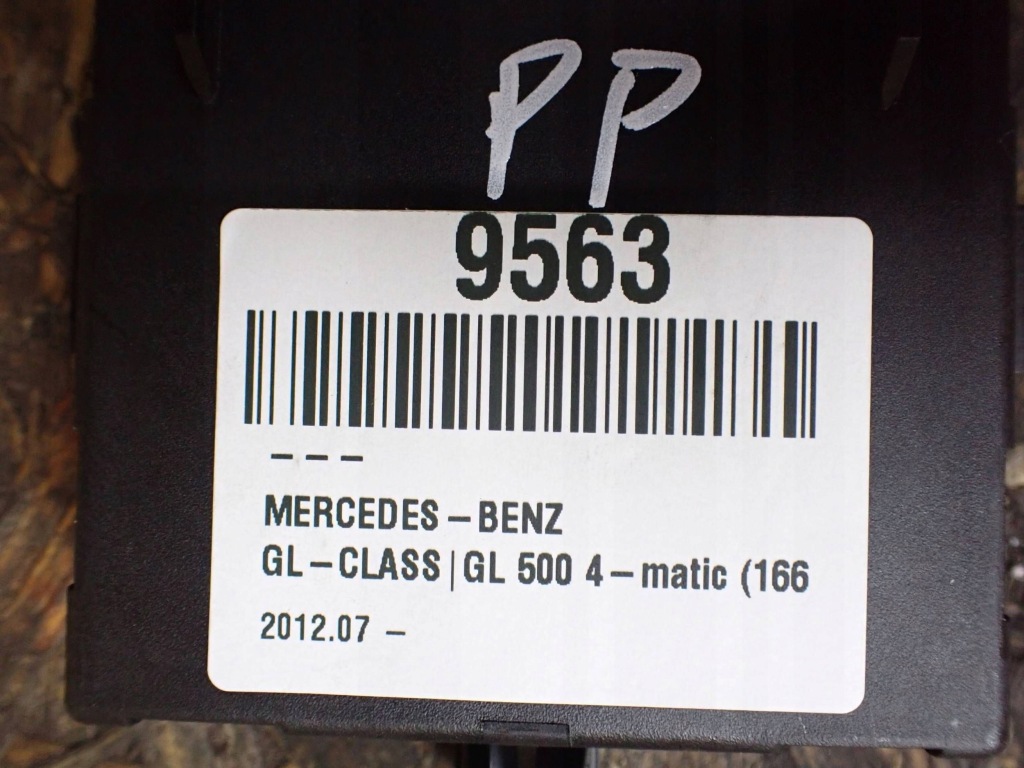 PP
9563
– – –
MERCEDES – BENZ
GL – CLASS | GL 500 4 – matic (166
2012.07 –